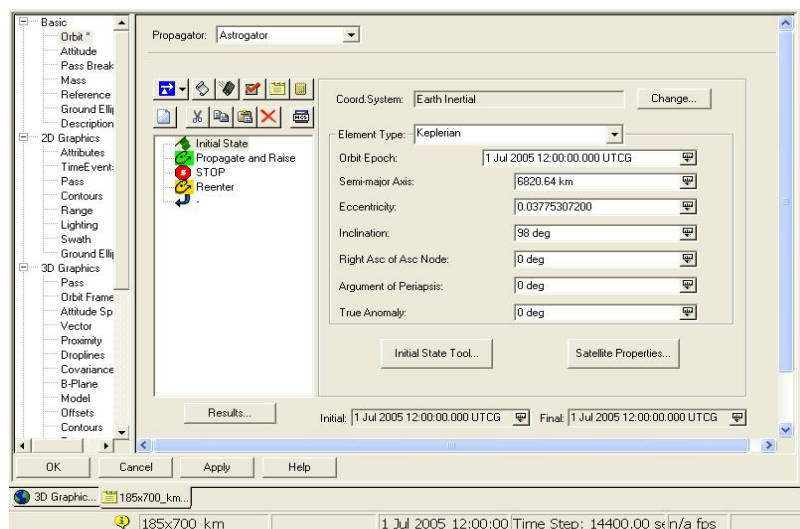 Basic
Orbit *
Attitude
Pass Break
Mass
Reference
Ground Ellip
Description
2D Graphics
Attributes
TimeEvents
Pass
Contours
Range
Lighting
Swath
Ground Ellip
3D Graphics
Pass
Orbit Frame
Attitude Sp
Vector
Proximity
Droplines
Covariance
B-Plane
Model
Offsets
Contours
Propagator: Astrogator
MCS
Initial State
Propagate and Raise
STOP
Reenter
-
Results...
Coord.System: Earth Inertial Change...
Element Type: Keplerian
Orbit Epoch: 1 Jul 2005 12:00:00.000 UTCG
Semi-major Axis: 6820.64 km
Eccentricity: 0.03775307200
Inclination: 98 deg
Right Asc of Asc Node: 0 deg
Argument of Periapsis: 0 deg
True Anomaly: 0 deg
Initial State Tool... Satellite Properties...
Initial: 1 Jul 2005 12:00:00.000 UTCG Final: 1 Jul 2005 12:00:00.000 UTCG
OK Cancel Apply Help
3D Graphic... 185x700_km...
185x700_km 1 Jul 2005 12:00:00 Time Step: 14400.00 se n/a fps